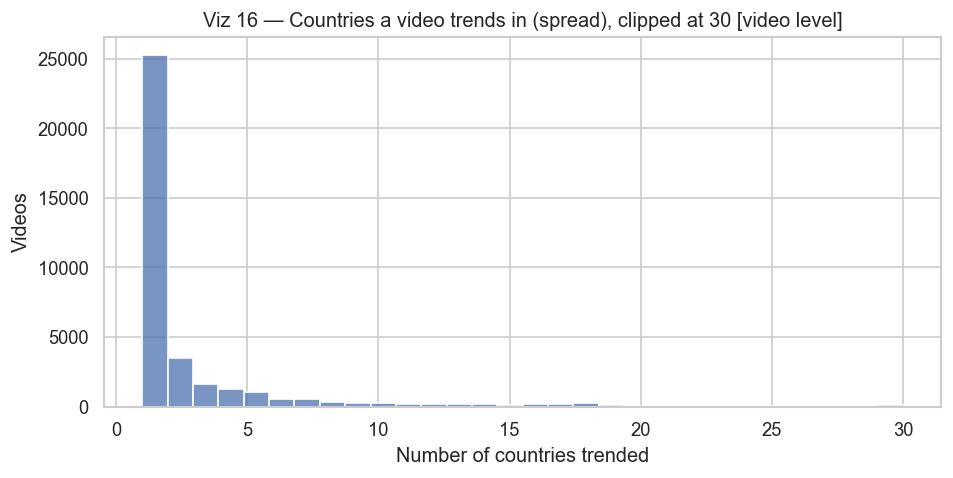 Viz 16 — Countries a video trends in (spread), clipped at 30 [video level]
25000
20000
15000
10000
5000
0
Videos
0 5 10 15 20 25 30
Number of countries trended